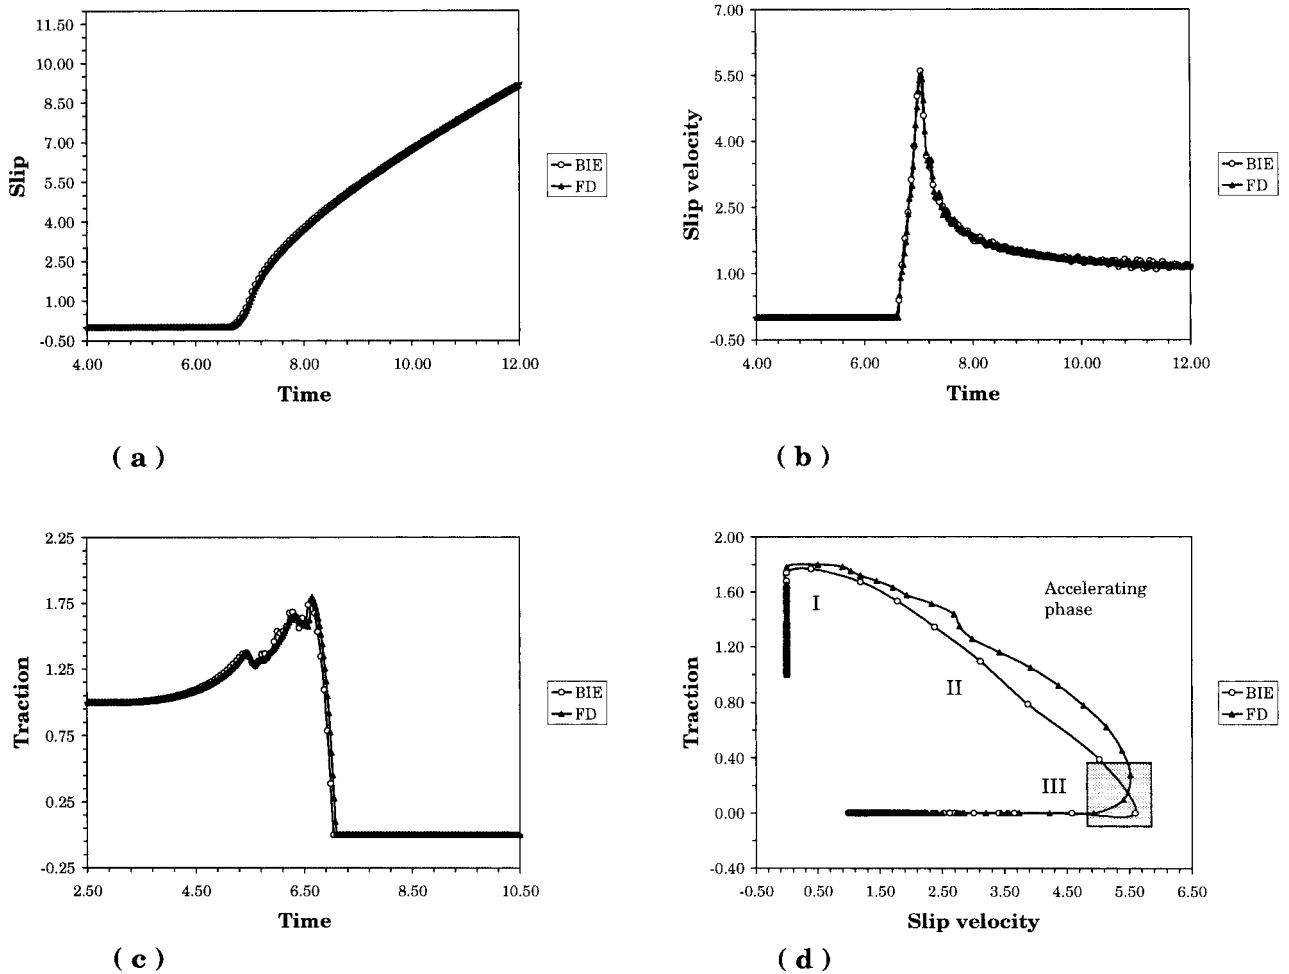 11.50
10.00
8.50
7.00
5.50
4.00
2.50
1.00
-0.50
Slip
4.00 6.00 8.00 10.00 12.00
Time
BIE
FD
( a )
7.00
5.50
4.00
2.50
1.00
-0.50
Slip velocity
4.00 6.00 8.00 10.00 12.00
Time
BIE
FD
( b )
2.25
1.75
1.25
0.75
0.25
-0.25
Traction
2.50 4.50 6.50 8.50 10.50
Time
BIE
FD
( c )
2.00
1.60
1.20
0.80
0.40
0.00
-0.40
Traction
Accelerating
phase
I
II
III
-0.50 0.50 1.50 2.50 3.50 4.50 5.50 6.50
Slip velocity
BIE
FD
( d )